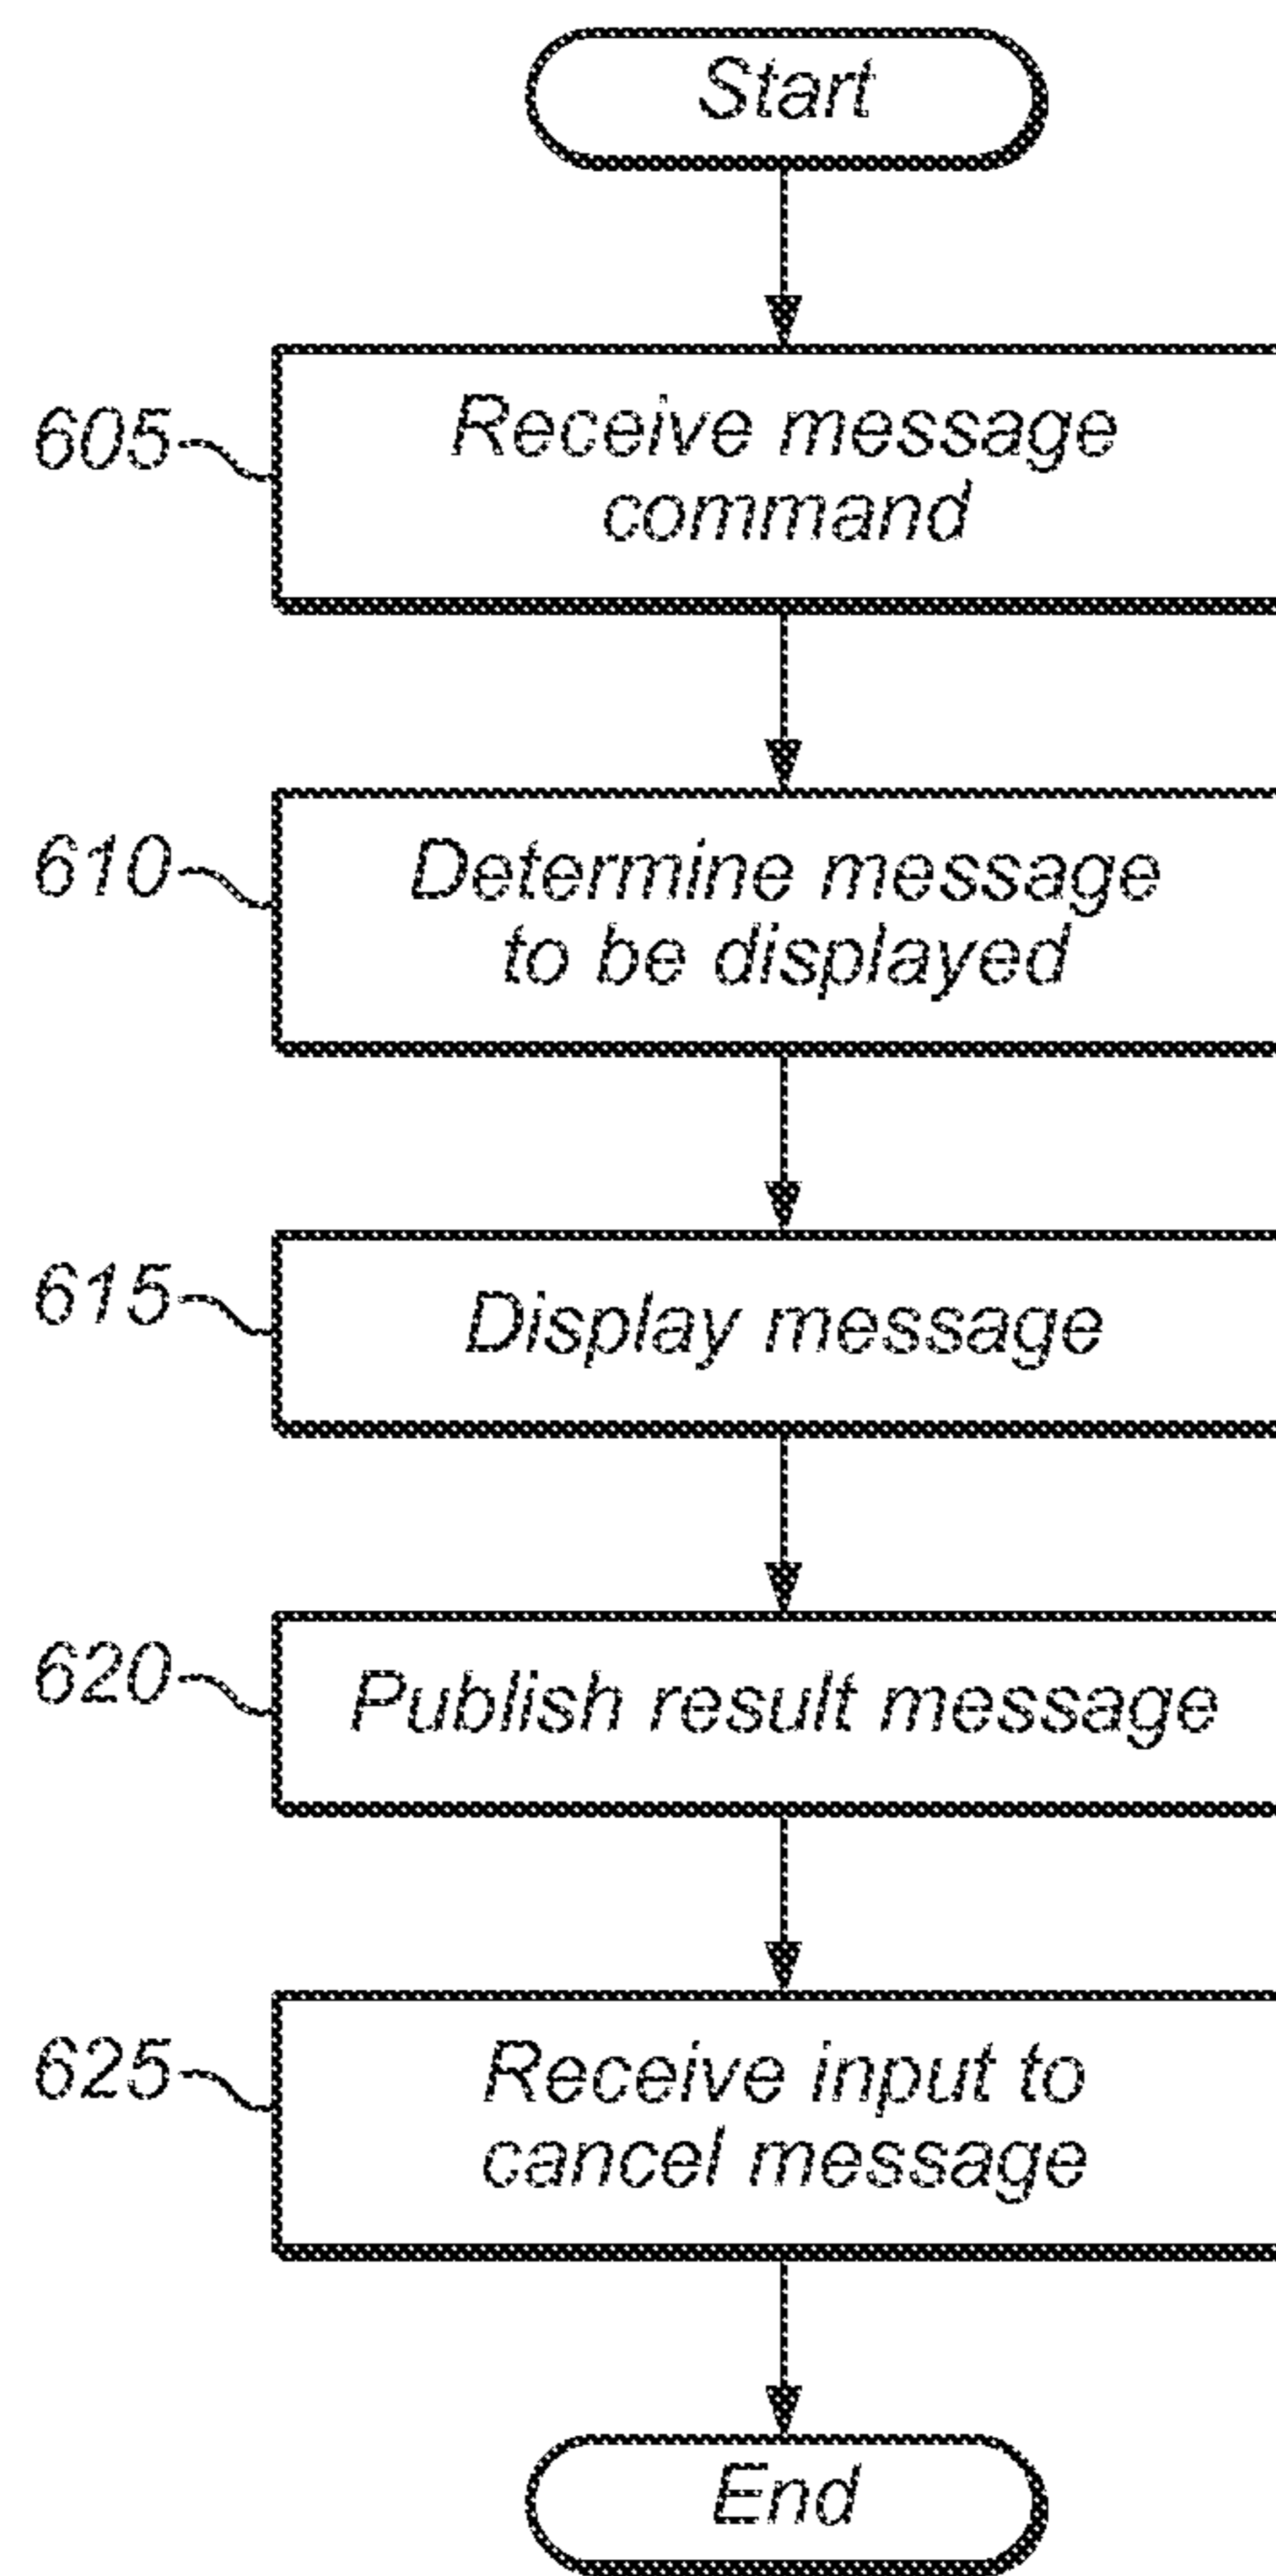 Start
605
Receive message
command
610
Determine message
to be displayed
615
Display message
620
Publish result message
625
Receive input to
cancel message
End